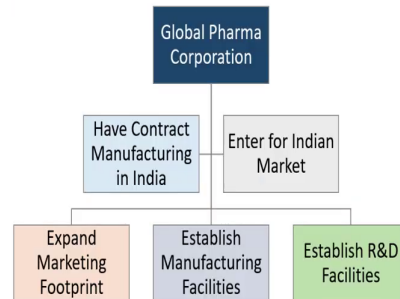 Global Pharma
Corporation
Have Contract
Manufacturing
in India
Enter for Indian
Market
Expand
Marketing
Footprint
Establish
Manufacturing
Facilities
Establish R&D
Facilities